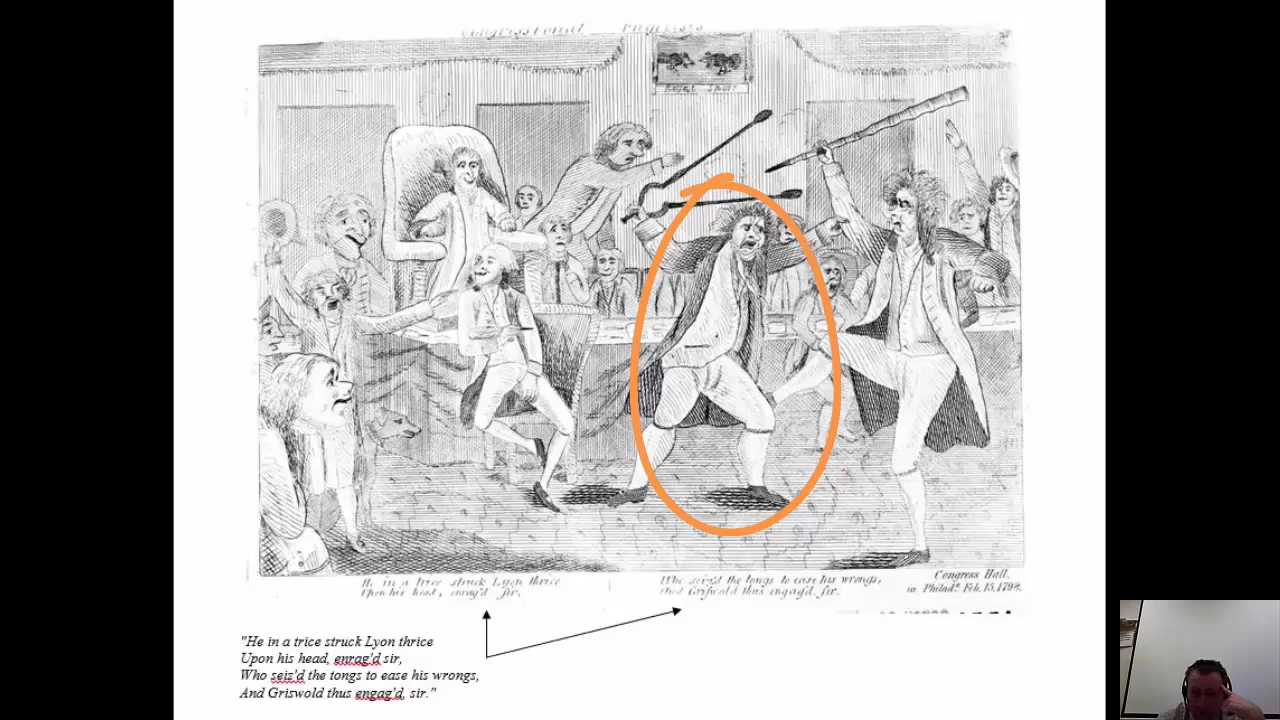 Congressional Pugilists
Royal Sport
He in a trice struck Lyon thrice
Upon his head, enrag'd sir,
Who seiz'd the tongs to ease his wrongs,
And Griswold thus engag'd, sir.
Congress Hall,
in Philad.ª Feb. 15. 1798.
"He in a trice struck Lyon thrice
Upon his head, enrag'd sir,
Who seiz'd the tongs to ease his wrongs,
And Griswold thus engag'd, sir."